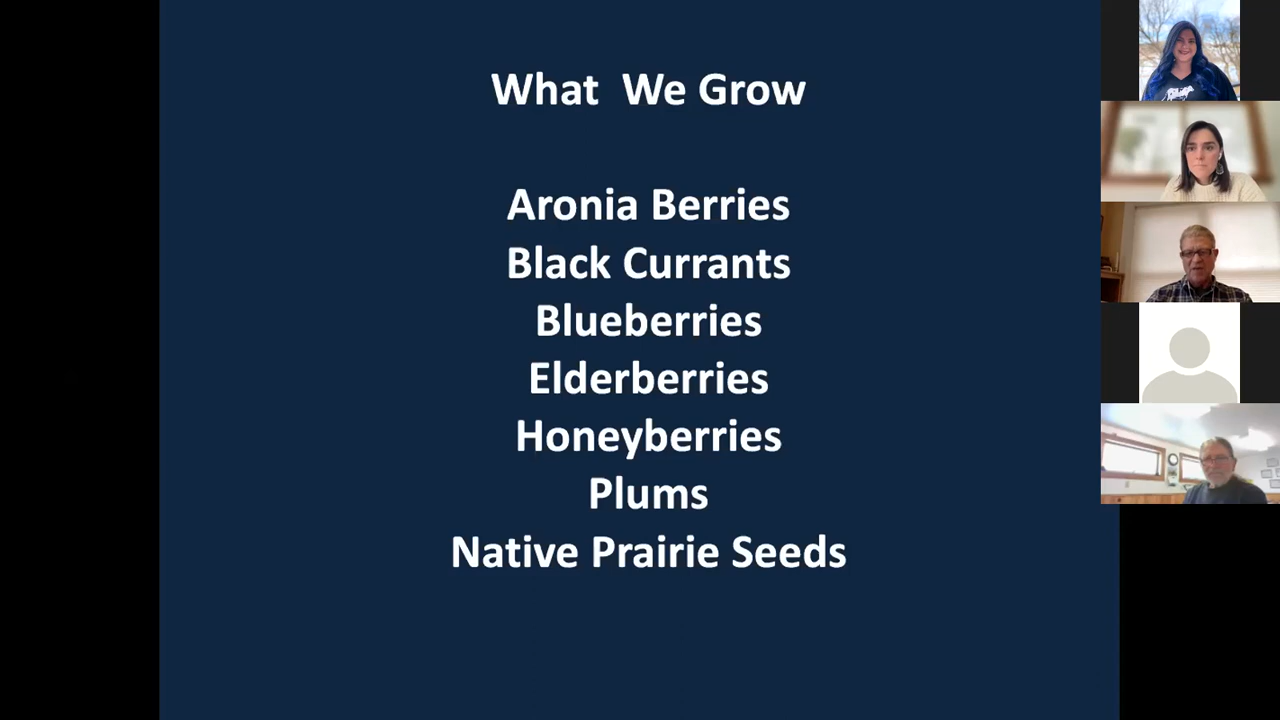 What We Grow
Aronia Berries
Black Currants
Blueberries
Elderberries
Honeyberries
Plums
Native Prairie Seeds